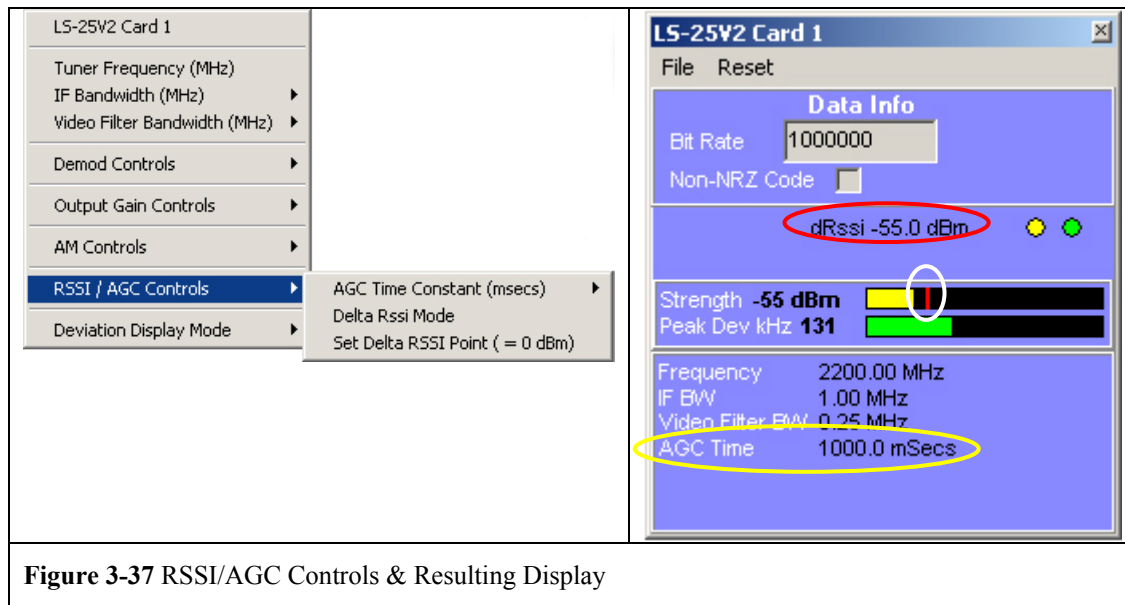 LS-25V2 Card 1
Tuner Frequency (MHz)
IF Bandwidth (MHz)
Video Filter Bandwidth (MHz)
Demod Controls
Output Gain Controls
AM Controls
RSSI / AGC Controls
Deviation Display Mode
AGC Time Constant (msecs)
Delta Rssi Mode
Set Delta RSSI Point ( = 0 dBm)
LS-25V2 Card 1
File Reset
Data Info
Bit Rate 1000000
Non-NRZ Code
dRssi -55.0 dBm
Strength -55 dBm
Peak Dev kHz 131
Frequency 2200.00 MHz
IF BW 1.00 MHz
Video Filter BW 0.25 MHz
AGC Time 1000.0 mSecs
Figure 3-37 RSSI/AGC Controls & Resulting Display